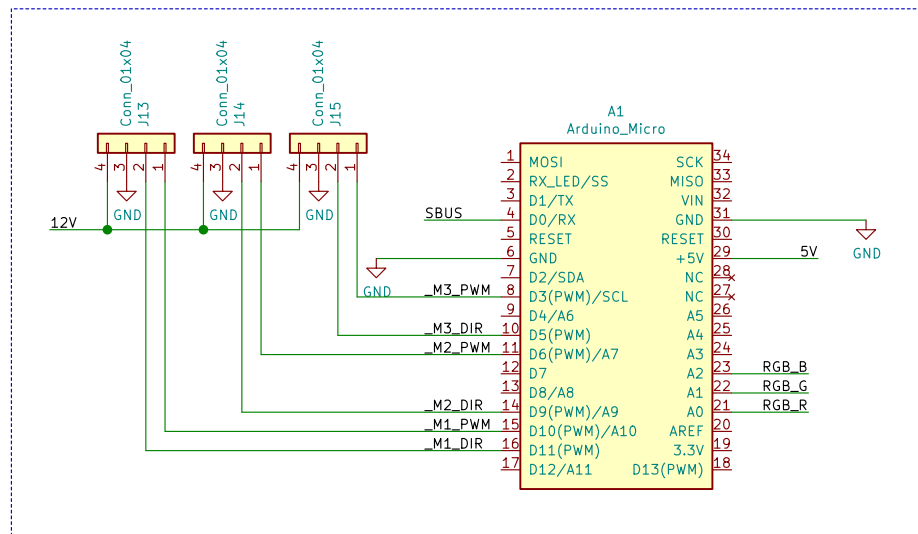 Conn_01x04
J13
Conn_01x04
J14
Conn_01x04
J15
4 3 2 1
4 3 2 1
4 3 2 1
GND
GND
GND
12V
A1
Arduino_Micro
1 MOSI SCK 34
2 RX_LED/SS MISO 33
3 D1/TX VIN 32
SBUS 4 D0/RX GND 31
5 RESET RESET 30
6 GND +5V 29 5V
GND
GND
7 D2/SDA NC 28
_M3_PWM 8 D3(PWM)/SCL NC 27
9 D4/A6 A5 26
_M3_DIR 10 D5(PWM) A4 25
_M2_PWM 11 D6(PWM)/A7 A3 24
12 D7 A2 23 RGB_B
13 D8/A8 A1 22 RGB_G
_M2_DIR 14 D9(PWM)/A9 A0 21 RGB_R
_M1_PWM 15 D10(PWM)/A10 AREF 20
_M1_DIR 16 D11(PWM) 3.3V 19
17 D12/A11 D13(PWM) 18